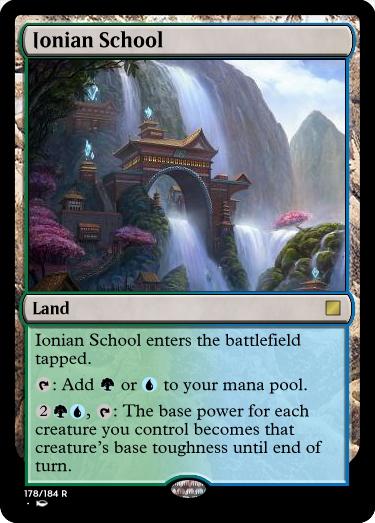 Ionian School
Land
Ionian School enters the battlefield
tapped.
: Add or to your mana pool.
2 , : The base power for each
creature you control becomes that
creature's base toughness until end of
turn.
178/184 R